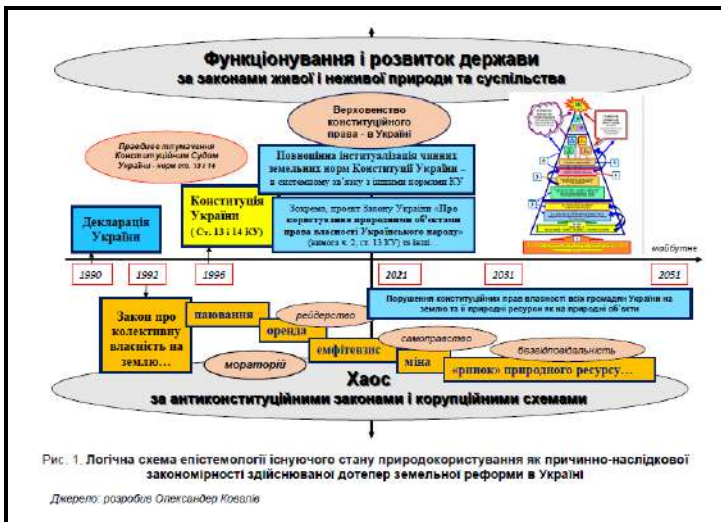 Функціонування і розвиток держави
за законами живої і неживої природи та суспільства
Верховенство
конституційного
права - в Україні
Правдиве тлумачення
Конституційним Судом
України - норм ст. 13 і 14
Повноцінна інституалізація чинних
земельних норм Конституції України –
в системному зв'язку з іншими нормами КУ
Декларація
України
Конституція
України
( Ст. 13 і 14 КУ)
Зокрема, проект Закону України «Про
користування природними об'єктами
права власності Українського народу»
(вимога ч. 2, ст. 13 КУ) та інші...
майбутнє
1990
1992
1996
2021
2031
2051
Закон про
колективну
власність на
землю...
паювання
оренда
емфітевзис
міна
«ринок» природного ресурсу...
рейдерство
мораторій
самоправство
безвідповідальність
Порушення конституційних прав власності всіх громадян України на
землю та її природні ресурси як на природні об'єкти
Хаос
за антиконституційними законами і корупційними схемами
Рис. 1. Логічна схема епістемології існуючого стану природокористування як причинно-наслідкової
закономірності здійснюваної дотепер земельної реформи в Україні
Джерело: розробив Олександер Ковалів